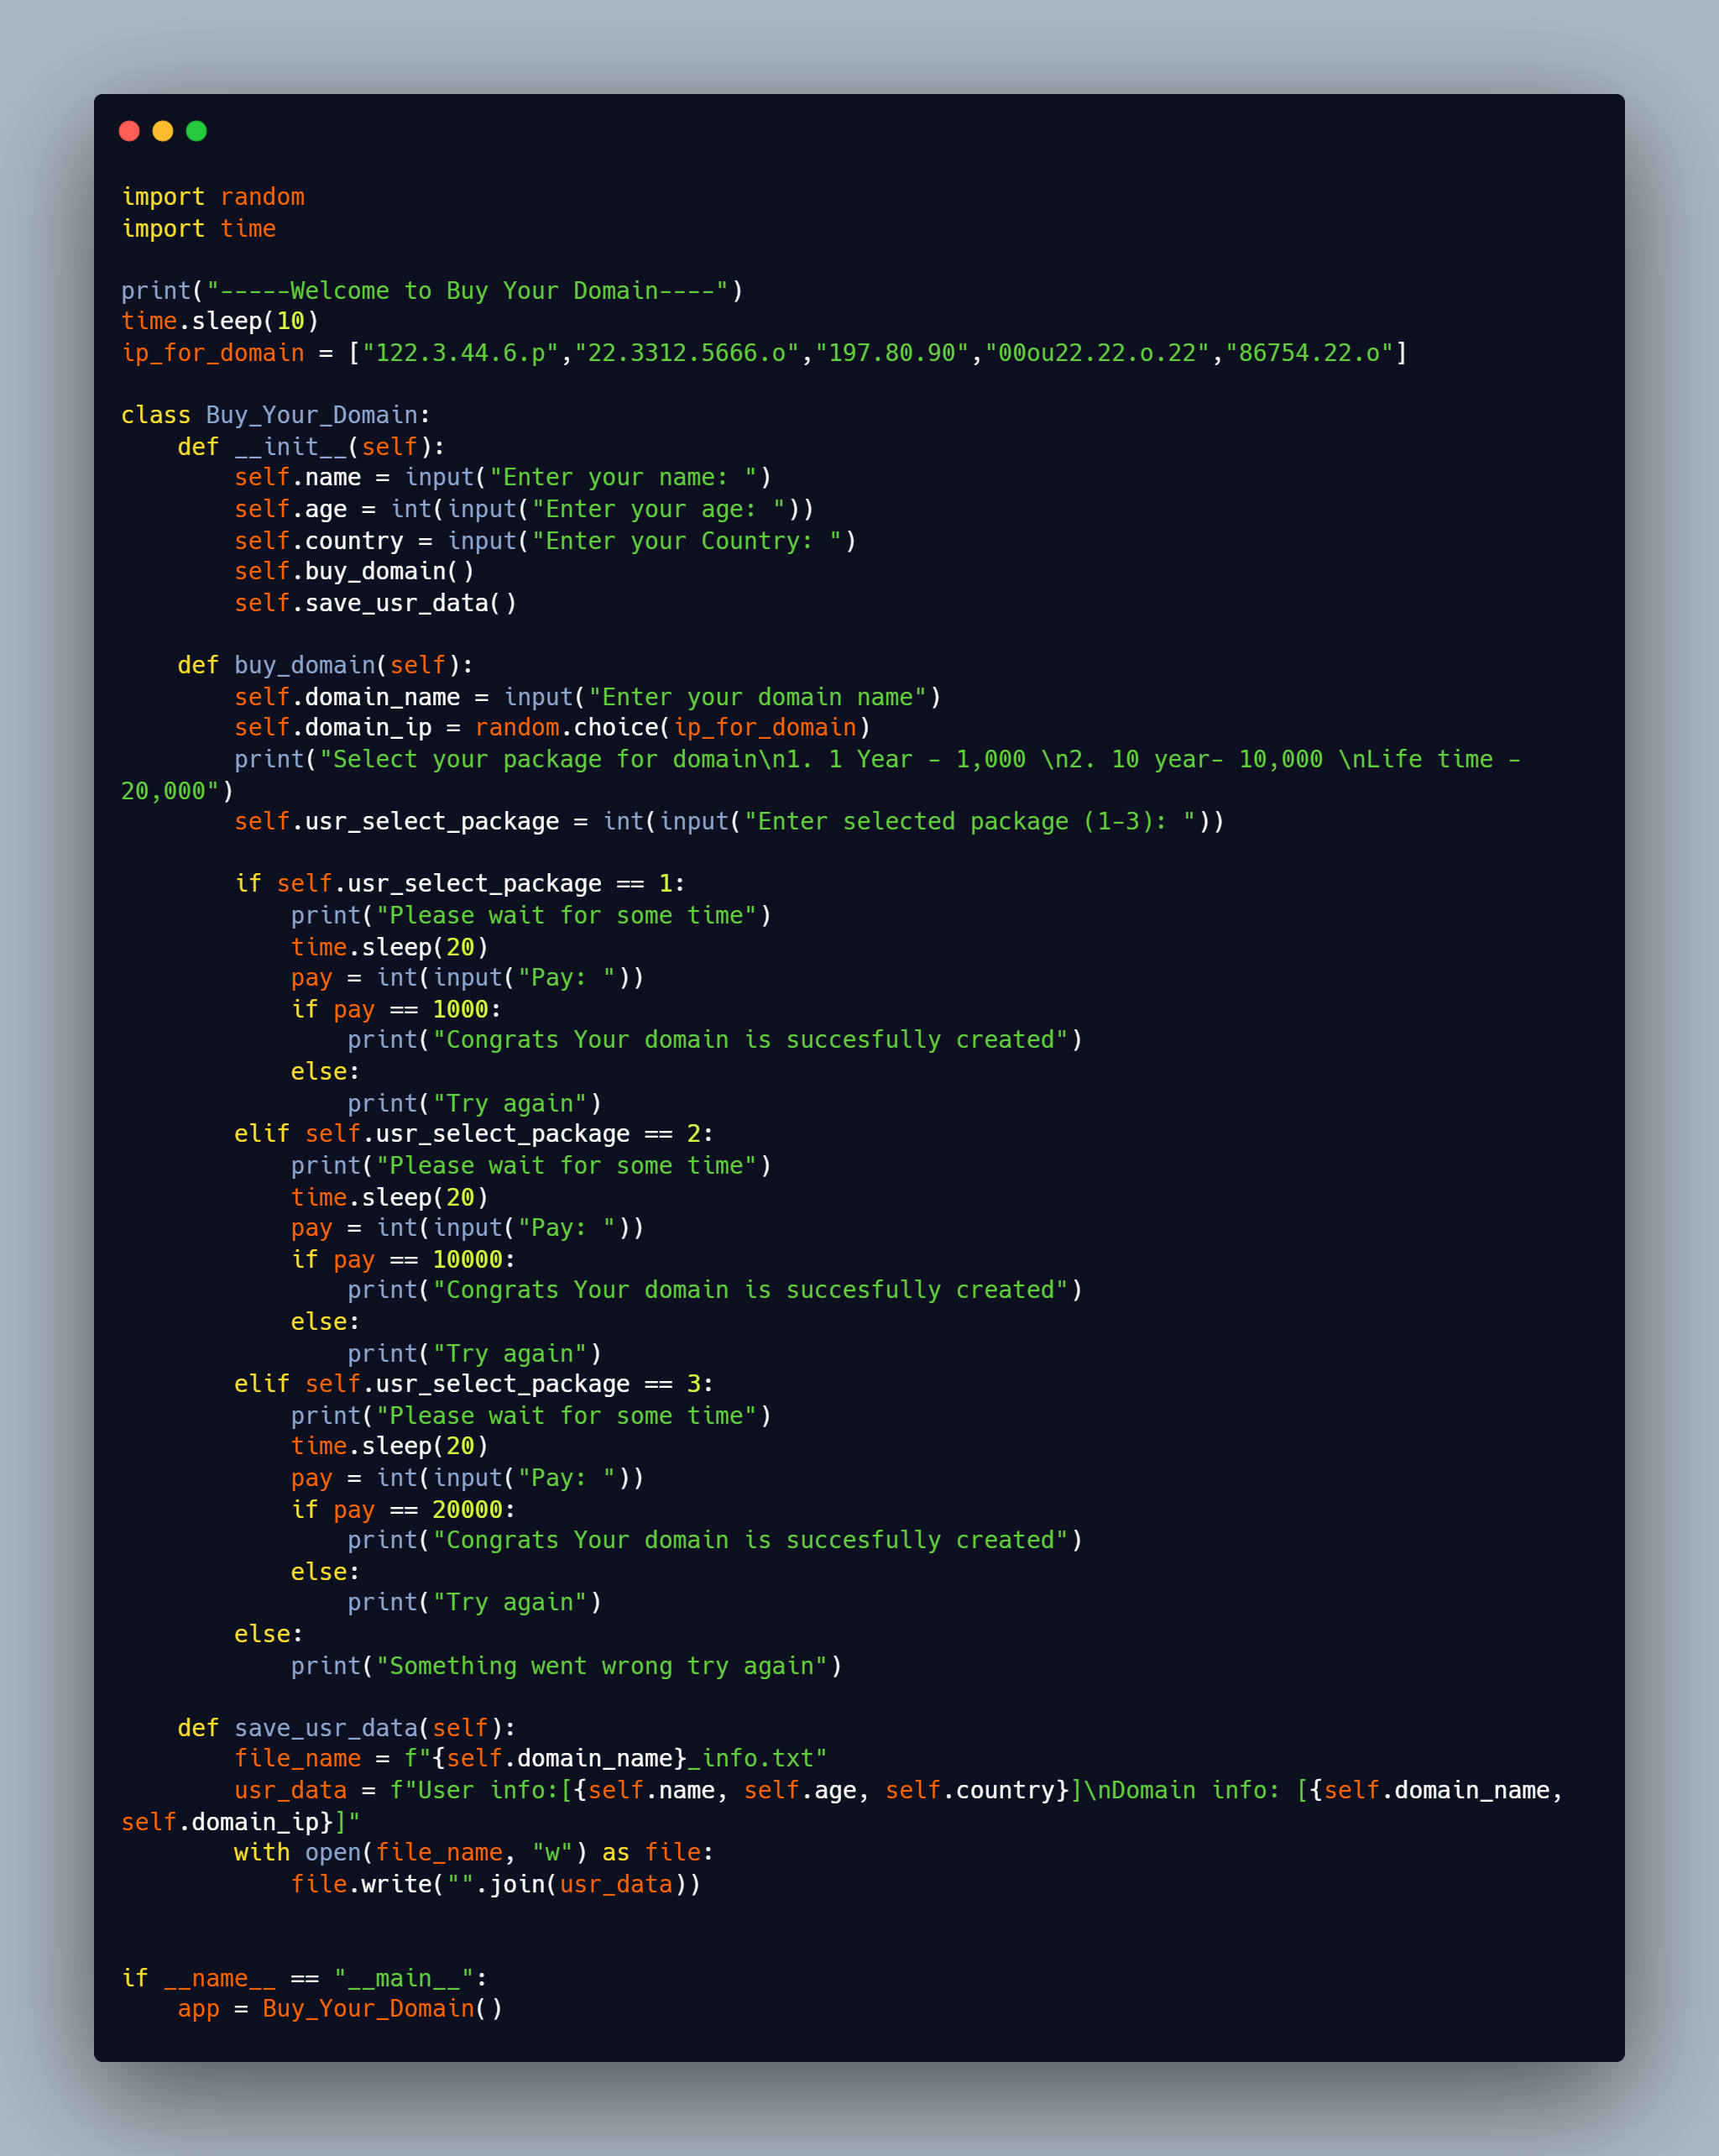 import random
import time

print("-----Welcome to Buy Your Domain----")
time.sleep(10)
ip_for_domain = ["122.3.44.6.p","22.3312.5666.o","197.80.90","00ou22.22.o.22","86754.22.o"]

class Buy_Your_Domain:
    def __init__(self):
        self.name = input("Enter your name: ")
        self.age = int(input("Enter your age: "))
        self.country = input("Enter your Country: ")
        self.buy_domain()
        self.save_usr_data()

    def buy_domain(self):
        self.domain_name = input("Enter your domain name")
        self.domain_ip = random.choice(ip_for_domain)
        print("Select your package for domain\n1. 1 Year - 1,000 \n2. 10 year- 10,000 \nLife time -
20,000")
        self.usr_select_package = int(input("Enter selected package (1-3): "))

        if self.usr_select_package == 1:
            print("Please wait for some time")
            time.sleep(20)
            pay = int(input("Pay: "))
            if pay == 1000:
                print("Congrats Your domain is succesfully created")
            else:
                print("Try again")
        elif self.usr_select_package == 2:
            print("Please wait for some time")
            time.sleep(20)
            pay = int(input("Pay: "))
            if pay == 10000:
                print("Congrats Your domain is succesfully created")
            else:
                print("Try again")
        elif self.usr_select_package == 3:
            print("Please wait for some time")
            time.sleep(20)
            pay = int(input("Pay: "))
            if pay == 20000:
                print("Congrats Your domain is succesfully created")
            else:
                print("Try again")
        else:
            print("Something went wrong try again")

    def save_usr_data(self):
        file_name = f"{self.domain_name}_info.txt"
        usr_data = f"User info:[{self.name, self.age, self.country}]\nDomain info: [{self.domain_name,
self.domain_ip}]"
        with open(file_name, "w") as file:
            file.write("".join(usr_data))


if __name__ == "__main__":
    app = Buy_Your_Domain()